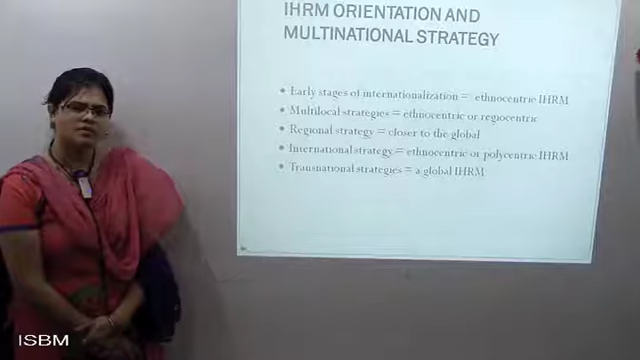 IHRM ORIENTATION AND
MULTINATIONAL STRATEGY
• Early stages of internationalization = ethnocentric IHRM
• Multilocal strategies = ethnocentric or regiocentric
• Regional strategy = closer to the global
• International strategy = ethnocentric or polycentric IHRM
• Transnational strategies = a global IHRM
ISBM